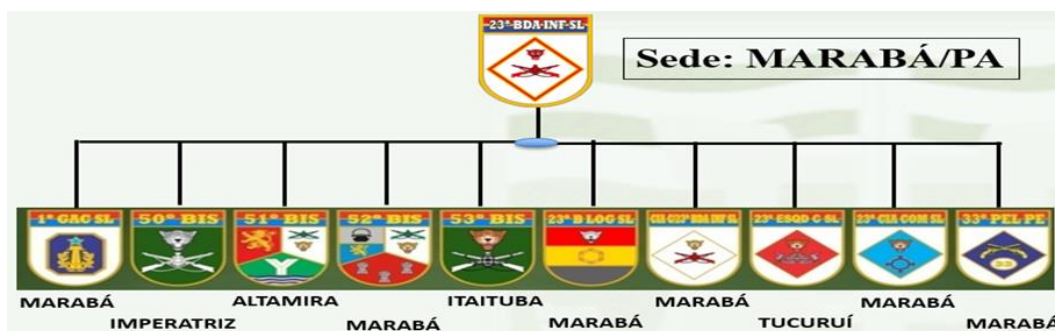 23ª BDA INF SL
Sede: MARABÁ/PA
1º GAC SL
50º BIS
51º BIS
52º BIS
53º BIS
23º B LOG SL
CIA C/23ª BDA INF SL
23º ESQD C SL
23ª CIA COM SL
33º PEL PE
33
MARABÁ
IMPERATRIZ
ALTAMIRA
MARABÁ
ITAITUBA
MARABÁ
MARABÁ
TUCURUÍ
MARABÁ
MARABÁ